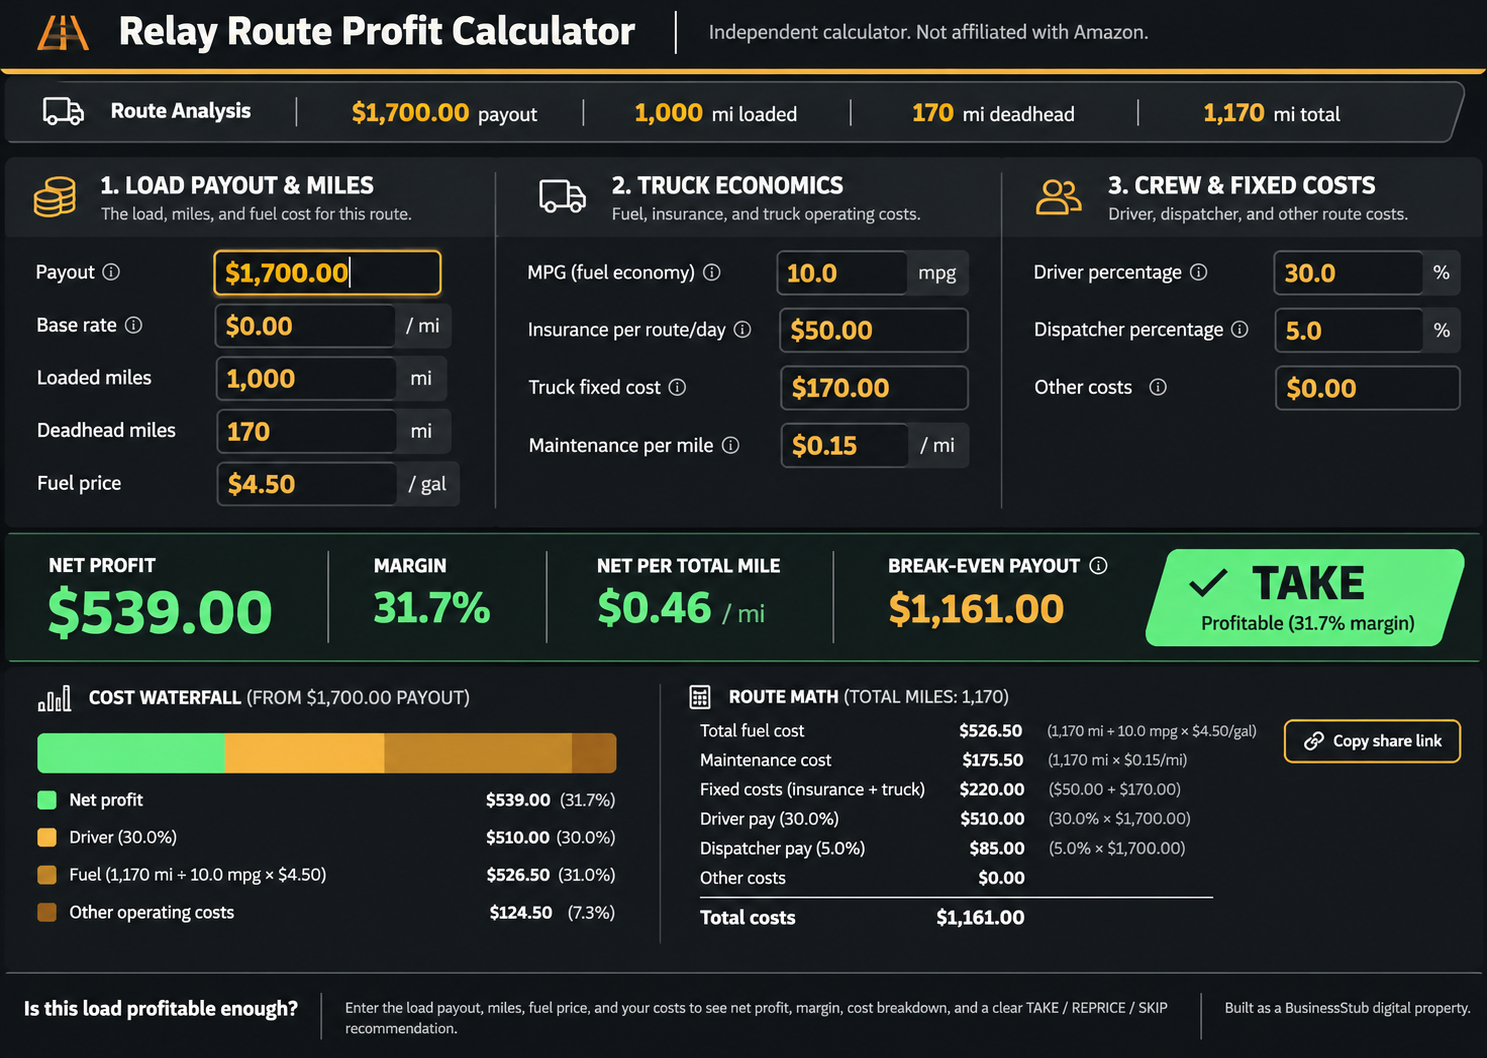 Relay Route Profit Calculator
Independent calculator. Not affiliated with Amazon.
Route Analysis
$1,700.00 payout
1,000 mi loaded
170 mi deadhead
1,170 mi total
1. LOAD PAYOUT & MILES
The load, miles, and fuel cost for this route.
Payout
$1,700.00
Base rate
$0.00 / mi
Loaded miles
1,000 mi
Deadhead miles
170 mi
Fuel price
$4.50 / gal
2. TRUCK ECONOMICS
Fuel, insurance, and truck operating costs.
MPG (fuel economy)
10.0 mpg
Insurance per route/day
$50.00
Truck fixed cost
$170.00
Maintenance per mile
$0.15 / mi
3. CREW & FIXED COSTS
Driver, dispatcher, and other route costs.
Driver percentage
30.0 %
Dispatcher percentage
5.0 %
Other costs
$0.00
NET PROFIT
$539.00
MARGIN
31.7%
NET PER TOTAL MILE
$0.46 / mi
BREAK-EVEN PAYOUT
$1,161.00
TAKE
Profitable (31.7% margin)
COST WATERFALL (FROM $1,700.00 PAYOUT)
Net profit $539.00 (31.7%)
Driver (30.0%) $510.00 (30.0%)
Fuel (1,170 mi ÷ 10.0 mpg × $4.50) $526.50 (31.0%)
Other operating costs $124.50 (7.3%)
ROUTE MATH (TOTAL MILES: 1,170)
Total fuel cost $526.50 (1,170 mi ÷ 10.0 mpg × $4.50/gal)
Maintenance cost $175.50 (1,170 mi × $0.15/mi)
Fixed costs (insurance + truck) $220.00 ($50.00 + $170.00)
Driver pay (30.0%) $510.00 (30.0% × $1,700.00)
Dispatcher pay (5.0%) $85.00 (5.0% × $1,700.00)
Other costs $0.00
Total costs $1,161.00
Copy share link
Is this load profitable enough?
Enter the load payout, miles, fuel price, and your costs to see net profit, margin, cost breakdown, and a clear TAKE / REPRICE / SKIP
recommendation.
Built as a BusinessStub digital property.